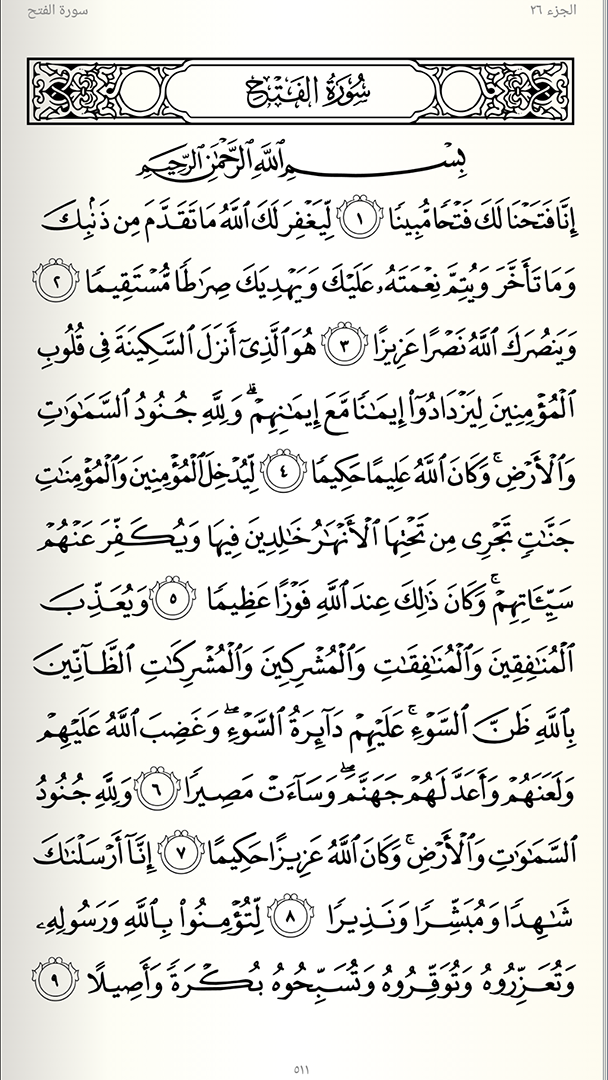 الجزء ٢٦
سورة الفتح
سُورَةُ الفَتْحِ
بِسْمِ اللَّهِ الرَّحْمَٰنِ الرَّحِيمِ
إِنَّا فَتَحْنَا لَكَ فَتْحًا مُّبِينًا ١ لِّيَغْفِرَ لَكَ اللَّهُ مَا تَقَدَّمَ مِن ذَنۢبِكَ
وَمَا تَأَخَّرَ وَيُتِمَّ نِعْمَتَهُۥ عَلَيْكَ وَيَهْدِيَكَ صِرَٰطًا مُّسْتَقِيمًا ٢
وَيَنصُرَكَ اللَّهُ نَصْرًا عَزِيزًا ٣ هُوَ الَّذِىٓ أَنزَلَ السَّكِينَةَ فِى قُلُوبِ
الْمُؤْمِنِينَ لِيَزْدَادُوٓا۟ إِيمَٰنًا مَّعَ إِيمَٰنِهِمْ ۗ وَلِلَّهِ جُنُودُ السَّمَٰوَٰتِ
وَالْأَرْضِ ۚ وَكَانَ اللَّهُ عَلِيمًا حَكِيمًا ٤ لِّيُدْخِلَ الْمُؤْمِنِينَ وَالْمُؤْمِنَٰتِ
جَنَّٰتٍ تَجْرِى مِن تَحْتِهَا الْأَنْهَٰرُ خَٰلِدِينَ فِيهَا وَيُكَفِّرَ عَنْهُمْ
سَيِّـَٔاتِهِمْ ۚ وَكَانَ ذَٰلِكَ عِندَ اللَّهِ فَوْزًا عَظِيمًا ٥ وَيُعَذِّبَ
الْمُنَٰفِقِينَ وَالْمُنَٰفِقَٰتِ وَالْمُشْرِكِينَ وَالْمُشْرِكَٰتِ الظَّآنِّينَ
بِاللَّهِ ظَنَّ السَّوْءِ ۚ عَلَيْهِمْ دَآئِرَةُ السَّوْءِ ۖ وَغَضِبَ اللَّهُ عَلَيْهِمْ
وَلَعَنَهُمْ وَأَعَدَّ لَهُمْ جَهَنَّمَ ۖ وَسَآءَتْ مَصِيرًا ٦ وَلِلَّهِ جُنُودُ
السَّمَٰوَٰتِ وَالْأَرْضِ ۚ وَكَانَ اللَّهُ عَزِيزًا حَكِيمًا ٧ إِنَّآ أَرْسَلْنَٰكَ
شَٰهِدًا وَمُبَشِّرًا وَنَذِيرًا ٨ لِّتُؤْمِنُوا۟ بِاللَّهِ وَرَسُولِهِۦ
وَتُعَزِّرُوهُ وَتُوَقِّرُوهُ وَتُسَبِّحُوهُ بُكْرَةً وَأَصِيلًا ٩
٥١١